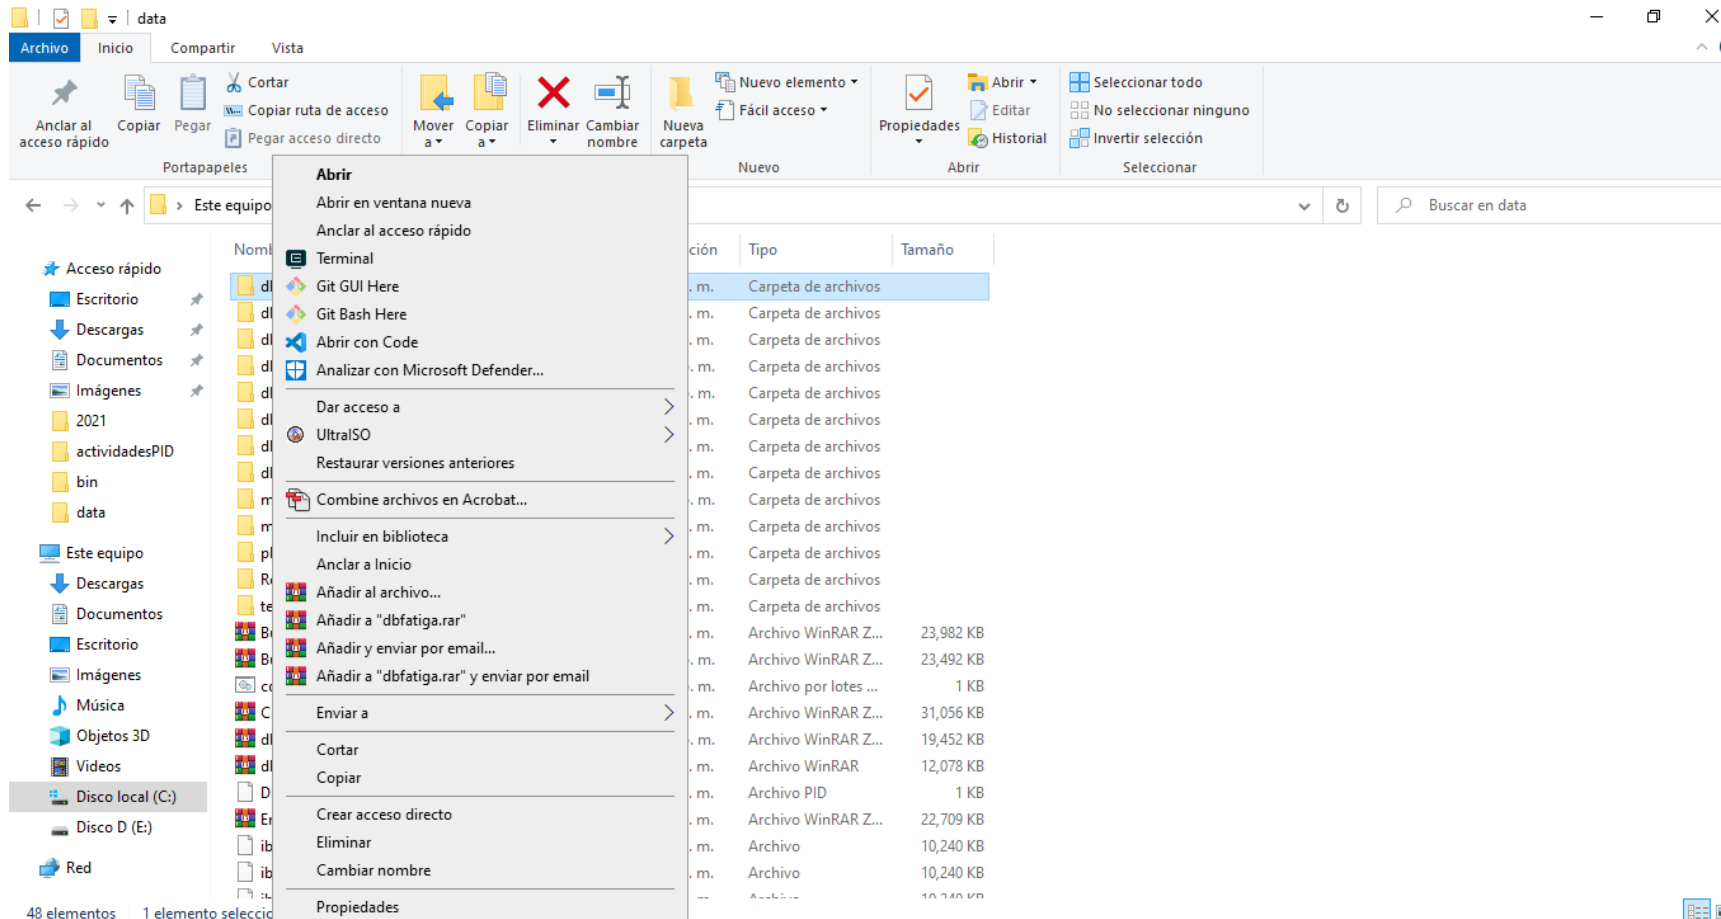 data
Archivo Inicio Compartir Vista
Anclar al acceso rápido
Copiar
Pegar
Cortar
Copiar ruta de acceso
Pegar acceso directo
Mover a
Copiar a
Eliminar
Cambiar nombre
Nueva carpeta
Nuevo elemento
Fácil acceso
Propiedades
Abrir
Editar
Historial
Seleccionar todo
No seleccionar ninguno
Invertir selección
Portapapeles
Nuevo
Abrir
Seleccionar
Este equipo
Buscar en data
Acceso rápido
Escritorio
Descargas
Documentos
Imágenes
2021
actividadesPID
bin
data
Este equipo
Descargas
Documentos
Escritorio
Imágenes
Música
Objetos 3D
Videos
Disco local (C:)
Disco D (E:)
Red
Abrir
Abrir en ventana nueva
Anclar al acceso rápido
Terminal
Git GUI Here
Git Bash Here
Abrir con Code
Analizar con Microsoft Defender...
Dar acceso a
UltraISO
Restaurar versiones anteriores
Combine archivos en Acrobat...
Incluir en biblioteca
Anclar a Inicio
Añadir al archivo...
Añadir a "dbfatiga.rar"
Añadir y enviar por email...
Añadir a "dbfatiga.rar" y enviar por email
Enviar a
Cortar
Copiar
Crear acceso directo
Eliminar
Cambiar nombre
Propiedades
Tipo Tamaño
. m. Carpeta de archivos
. m. Carpeta de archivos
. m. Carpeta de archivos
. m. Carpeta de archivos
. m. Carpeta de archivos
. m. Carpeta de archivos
. m. Carpeta de archivos
. m. Carpeta de archivos
. m. Carpeta de archivos
. m. Carpeta de archivos
. m. Carpeta de archivos
. m. Carpeta de archivos
. m. Carpeta de archivos
. m. Archivo WinRAR Z... 23,982 KB
. m. Archivo WinRAR Z... 23,492 KB
. m. Archivo por lotes ... 1 KB
. m. Archivo WinRAR Z... 31,056 KB
. m. Archivo WinRAR Z... 19,452 KB
. m. Archivo WinRAR 12,078 KB
. m. Archivo PID 1 KB
. m. Archivo WinRAR Z... 22,709 KB
. m. Archivo 10,240 KB
. m. Archivo 10,240 KB
48 elementos 1 elemento